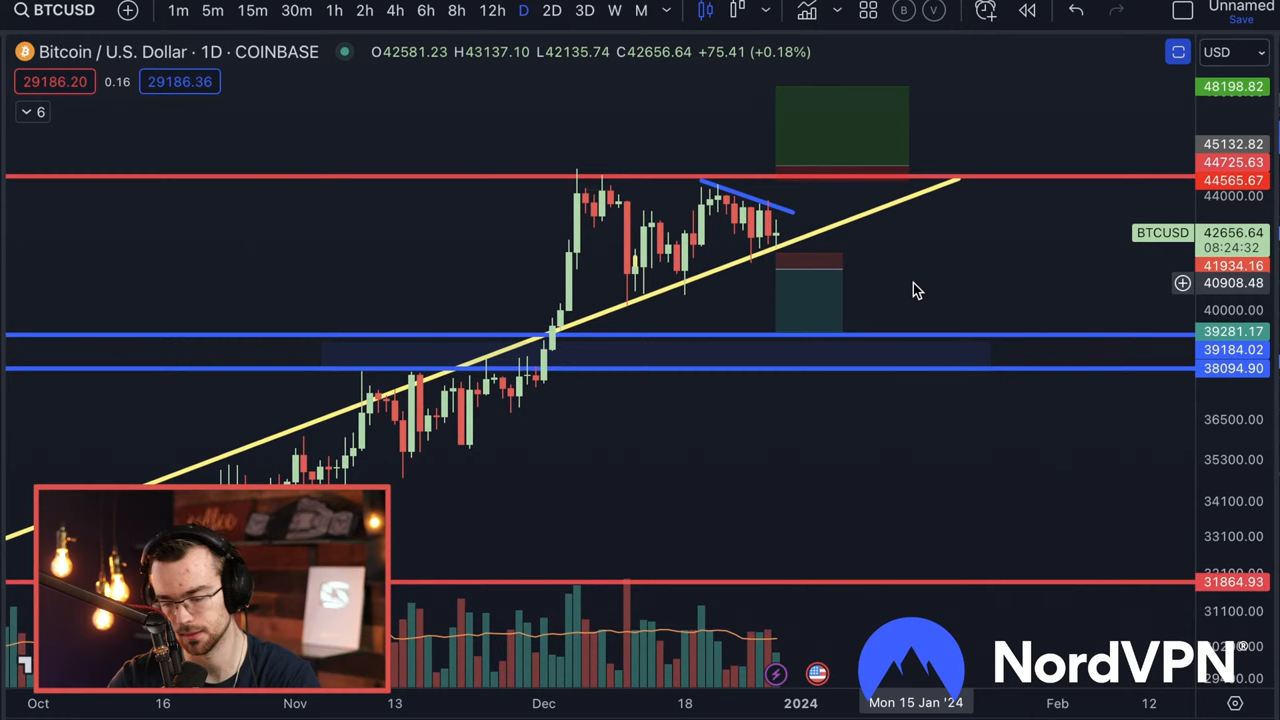 BTCUSD 1m 5m 15m 30m 1h 2h 4h 6h 8h 12h D 2D 3D W M B V Unnamed
Save
Bitcoin / U.S. Dollar · 1D · COINBASE O42581.23 H43137.10 L42135.74 C42656.64 +75.41 (+0.18%) USD
29186.20 0.16 29186.36
48198.82
6
45132.82
44725.63
44565.67
44000.00
BTCUSD 42656.64
08:24:32
41934.16
40908.48
40000.00
39281.17
39184.02
38094.90
36500.00
35300.00
34100.00
coffee
33100.00
31864.93
31100.00
NordVPN®
Oct 16 Nov 13 Dec 18 2024 Mon 15 Jan '24 Feb 12